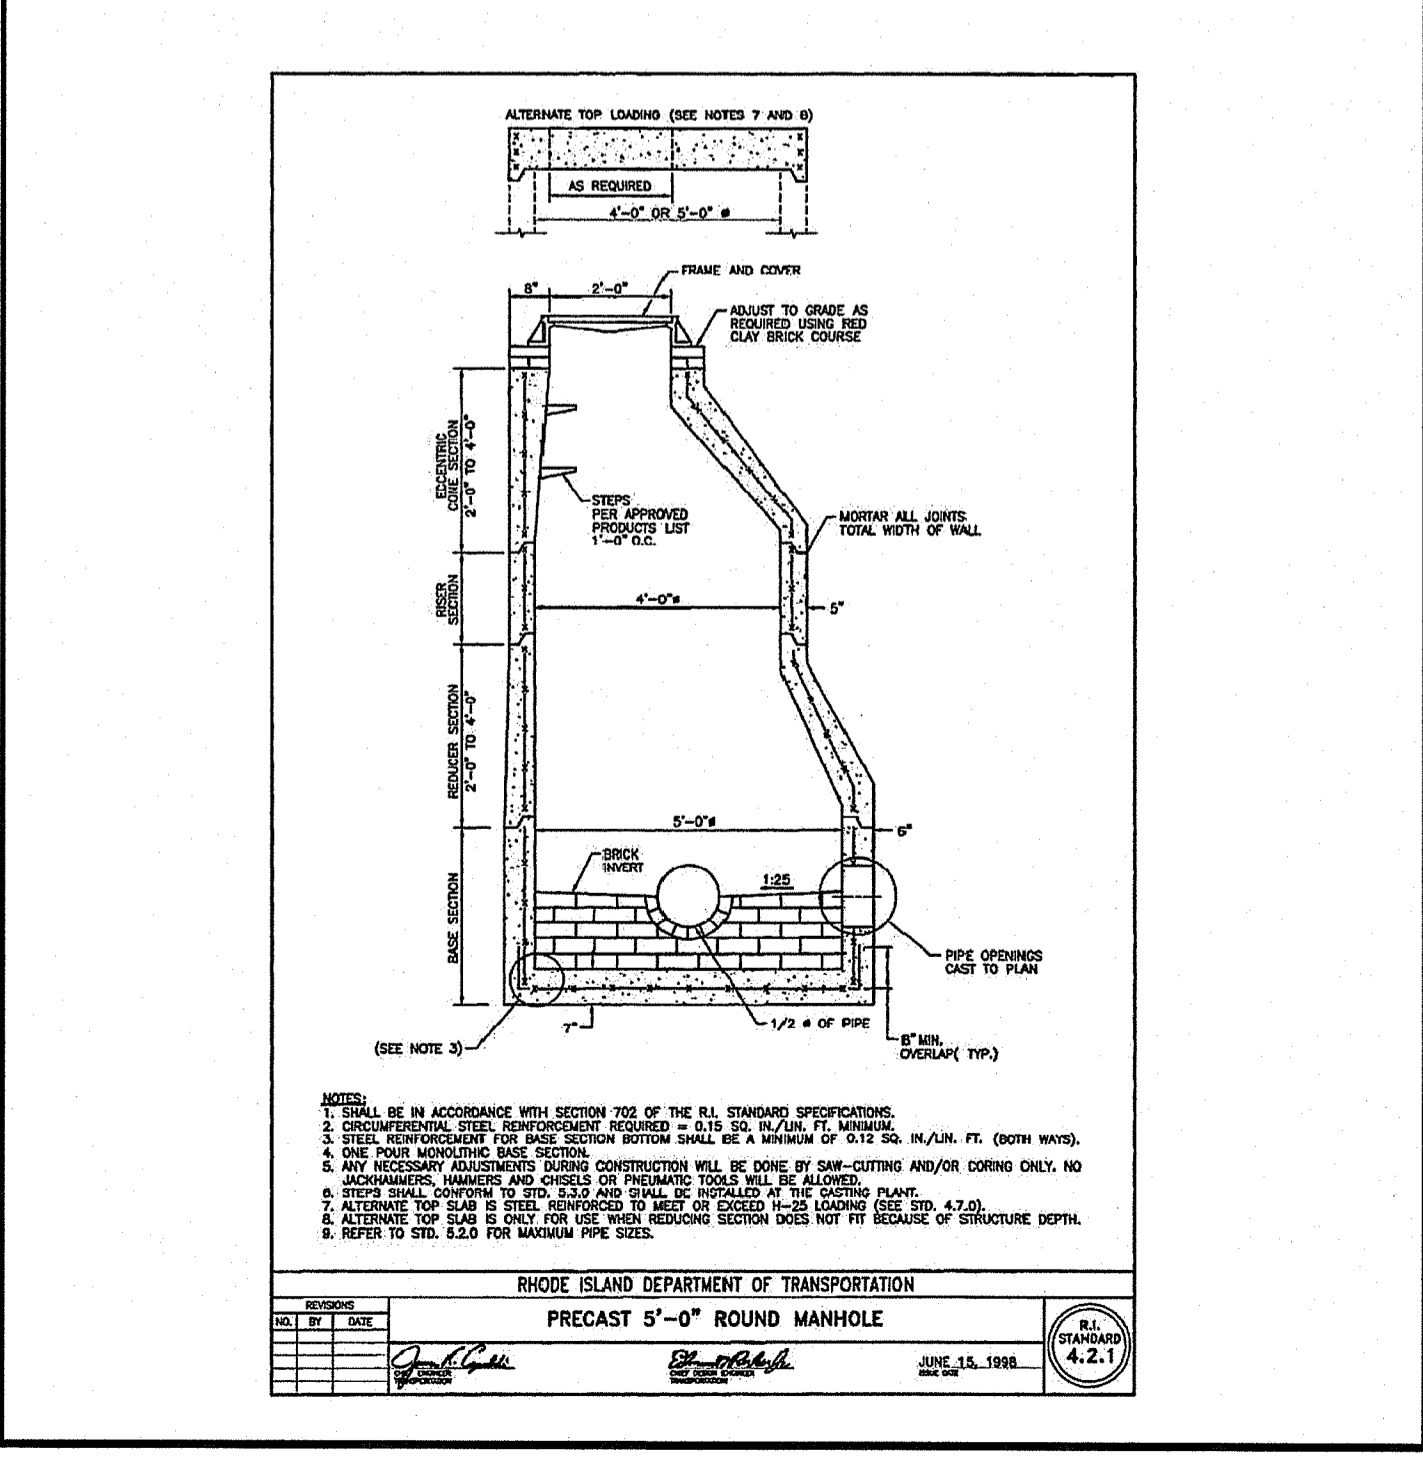 ALTERNATE TOP LOADING (SEE NOTES 7 AND 8)
AS REQUIRED
4'-0" OR 5'-0" ø
FRAME AND COVER
8"
2'-0"
ADJUST TO GRADE AS
REQUIRED USING RED
CLAY BRICK COURSE
ECCENTRIC
CONE SECTION
2'-0" TO 4'-0"
STEPS
PER APPROVED
PRODUCTS LIST
1'-0" O.C.
MORTAR ALL JOINTS
TOTAL WIDTH OF WALL
RISER
SECTION
4'-0"ø
5"
REDUCER SECTION
2'-0" TO 4'-0"
5'-0"ø
6"
BRICK
INVERT
1:25
BASE SECTION
PIPE OPENINGS
CAST TO PLAN
7"
1/2 ø OF PIPE
(SEE NOTE 3)
8" MIN.
OVERLAP( TYP.)
NOTES:
1. SHALL BE IN ACCORDANCE WITH SECTION 702 OF THE R.I. STANDARD SPECIFICATIONS.
2. CIRCUMFERENTIAL STEEL REINFORCEMENT REQUIRED = 0.15 SQ. IN./LIN. FT. MINIMUM.
3. STEEL REINFORCEMENT FOR BASE SECTION BOTTOM SHALL BE A MINIMUM OF 0.12 SQ. IN./LIN. FT. (BOTH WAYS).
4. ONE POUR MONOLITHIC BASE SECTION.
5. ANY NECESSARY ADJUSTMENTS DURING CONSTRUCTION WILL BE DONE BY SAW-CUTTING AND/OR CORING ONLY. NO
JACKHAMMERS, HAMMERS AND CHISELS OR PNEUMATIC TOOLS WILL BE ALLOWED.
6. STEPS SHALL CONFORM TO STD. 5.3.0 AND SHALL BE INSTALLED AT THE CASTING PLANT.
7. ALTERNATE TOP SLAB IS STEEL REINFORCED TO MEET OR EXCEED H-25 LOADING (SEE STD. 4.7.0).
8. ALTERNATE TOP SLAB IS ONLY FOR USE WHEN REDUCING SECTION DOES NOT FIT BECAUSE OF STRUCTURE DEPTH.
9. REFER TO STD. 5.2.0 FOR MAXIMUM PIPE SIZES.
RHODE ISLAND DEPARTMENT OF TRANSPORTATION
REVISIONS
NO. BY DATE
PRECAST 5'-0" ROUND MANHOLE
CHIEF ENGINEER
TRANSPORTATION
CHIEF DESIGN ENGINEER
TRANSPORTATION
JUNE 15, 1998
ISSUE DATE
R.I.
STANDARD
4.2.1